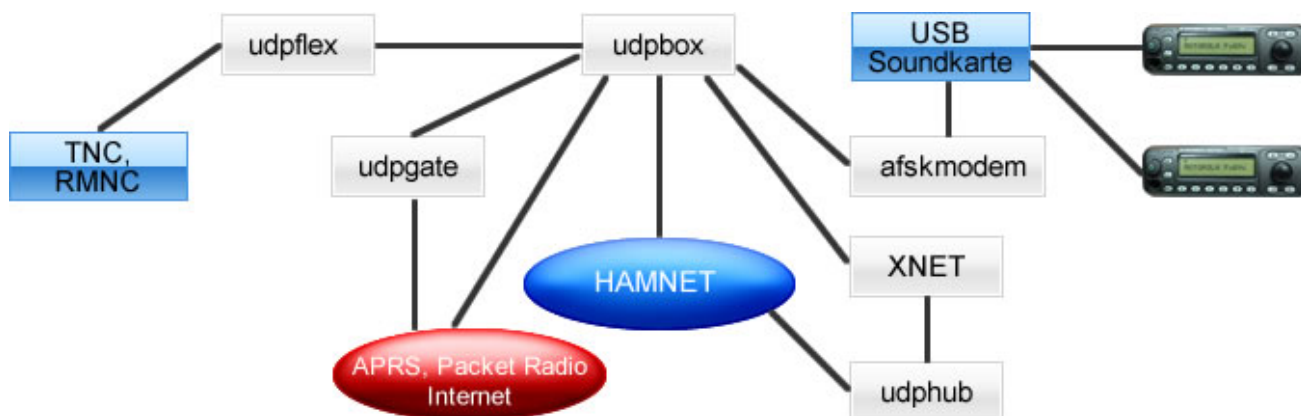 udpflex
udpbox
USB
Soundkarte
TNC,
RMNC
udpgate
afskmodem
HAMNET
XNET
APRS, Packet Radio
Internet
udphub